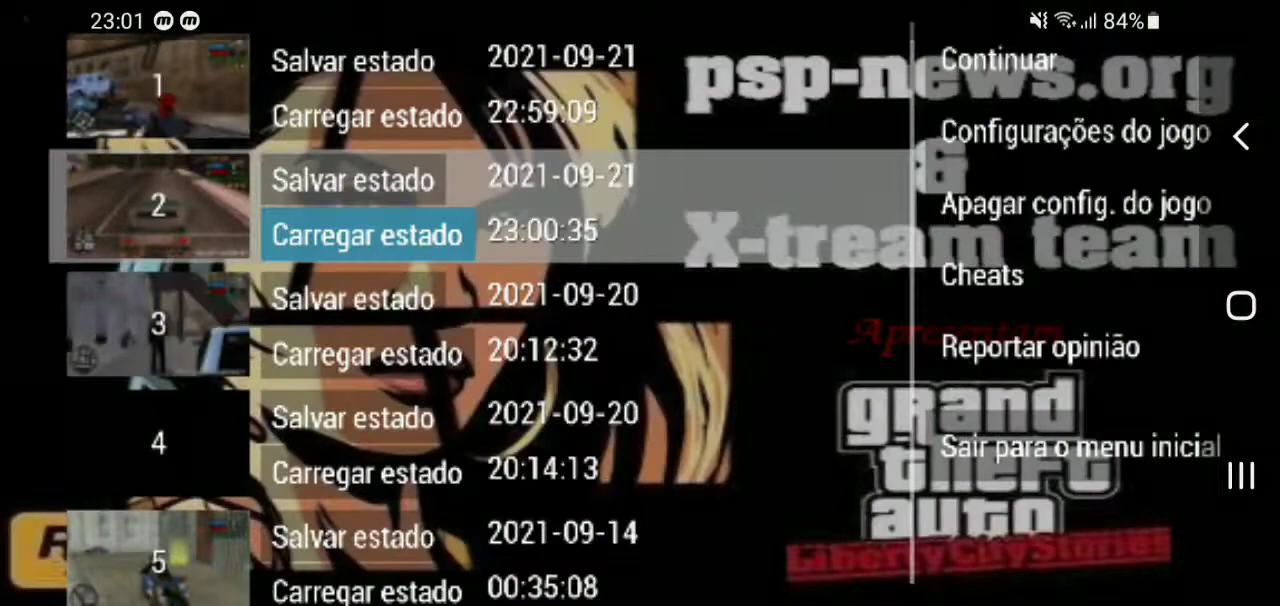 23:01
84%
1
Salvar estado
2021-09-21
Carregar estado
22:59:09
2
Salvar estado
2021-09-21
Carregar estado
23:00:35
3
Salvar estado
2021-09-20
Carregar estado
20:12:32
4
Salvar estado
2021-09-20
Carregar estado
20:14:13
5
Salvar estado
2021-09-14
Carregar estado
00:35:08
Continuar
Configurações do jogo
Apagar config. do jogo
Cheats
Reportar opinião
Sair para o menu inicial
psp-news.org
&
X-tream team
Apresentam
grand
theft
auto
Liberty City Stories
R